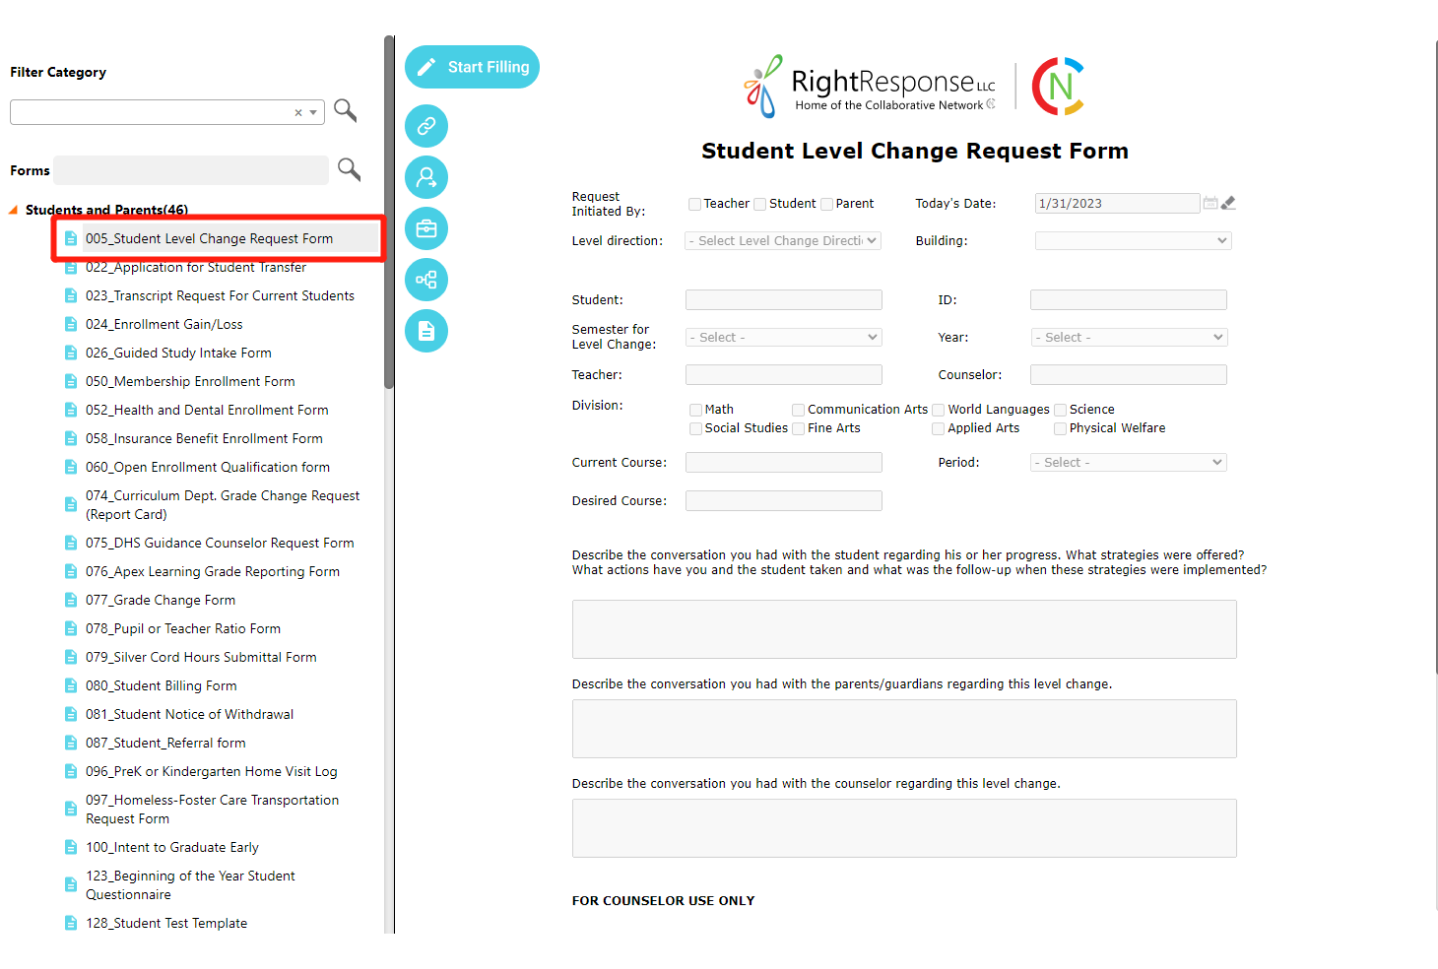 Filter Category
Forms
Students and Parents(46)
005_Student Level Change Request Form
022_Application for Student Transfer
023_Transcript Request For Current Students
024_Enrollment Gain/Loss
026_Guided Study Intake Form
050_Membership Enrollment Form
052_Health and Dental Enrollment Form
058_Insurance Benefit Enrollment Form
060_Open Enrollment Qualification form
074_Curriculum Dept. Grade Change Request
(Report Card)
075_DHS Guidance Counselor Request Form
076_Apex Learning Grade Reporting Form
077_Grade Change Form
078_Pupil or Teacher Ratio Form
079_Silver Cord Hours Submittal Form
080_Student Billing Form
081_Student Notice of Withdrawal
087_Student_Referral form
096_PreK or Kindergarten Home Visit Log
097_Homeless-Foster Care Transportation
Request Form
100_Intent to Graduate Early
123_Beginning of the Year Student
Questionnaire
128_Student Test Template
Start Filling
RightResponse LLC
Home of the Collaborative Network
N
Student Level Change Request Form
Request
Initiated By:
Teacher Student Parent Today's Date: 1/31/2023
Level direction: - Select Level Change Directi Building:
Student: ID:
Semester for
Level Change:
- Select - Year: - Select -
Teacher: Counselor:
Division: Math Communication Arts World Languages Science
Social Studies Fine Arts Applied Arts Physical Welfare
Current Course: Period: - Select -
Desired Course:
Describe the conversation you had with the student regarding his or her progress. What strategies were offered?
What actions have you and the student taken and what was the follow-up when these strategies were implemented?
Describe the conversation you had with the parents/guardians regarding this level change.
Describe the conversation you had with the counselor regarding this level change.
FOR COUNSELOR USE ONLY